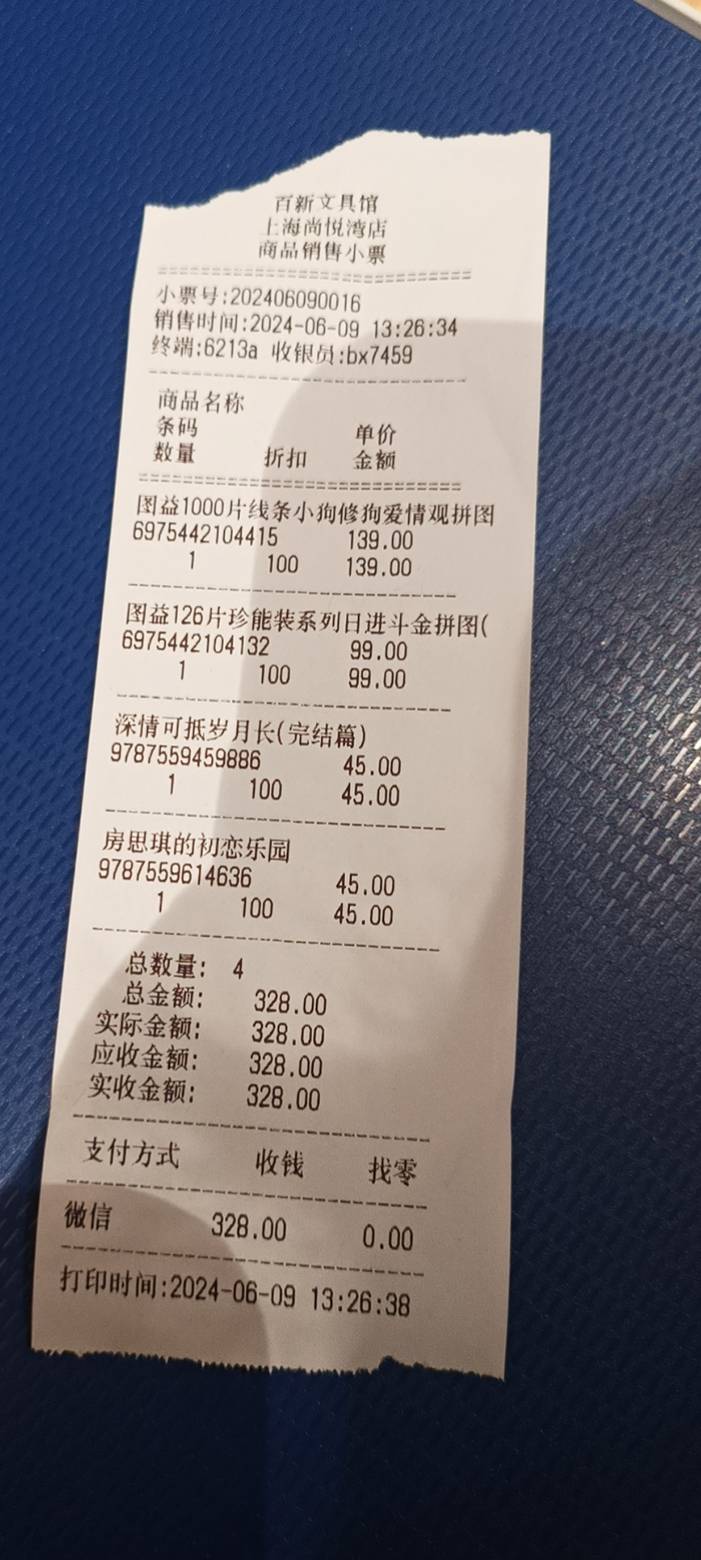 百新文具馆
上海尚悦湾店
商品销售小票
小票号:202406090016
销售时间:2024-06-09 13:26:34
终端:6213a 收银员:bx7459
商品名称
条码 单价
数量 折扣 金额
图益1000片线条小狗修狗爱情观拼图
6975442104415 139.00
1 100 139.00
图益126片珍能装系列日进斗金拼图(
6975442104132 99.00
1 100 99.00
深情可抵岁月长(完结篇)
9787559459886 45.00
1 100 45.00
房思琪的初恋乐园
9787559614636 45.00
1 100 45.00
总数量: 4
总金额: 328.00
实际金额: 328.00
应收金额: 328.00
实收金额: 328.00
支付方式 收钱 找零
微信 328.00 0.00
打印时间:2024-06-09 13:26:38